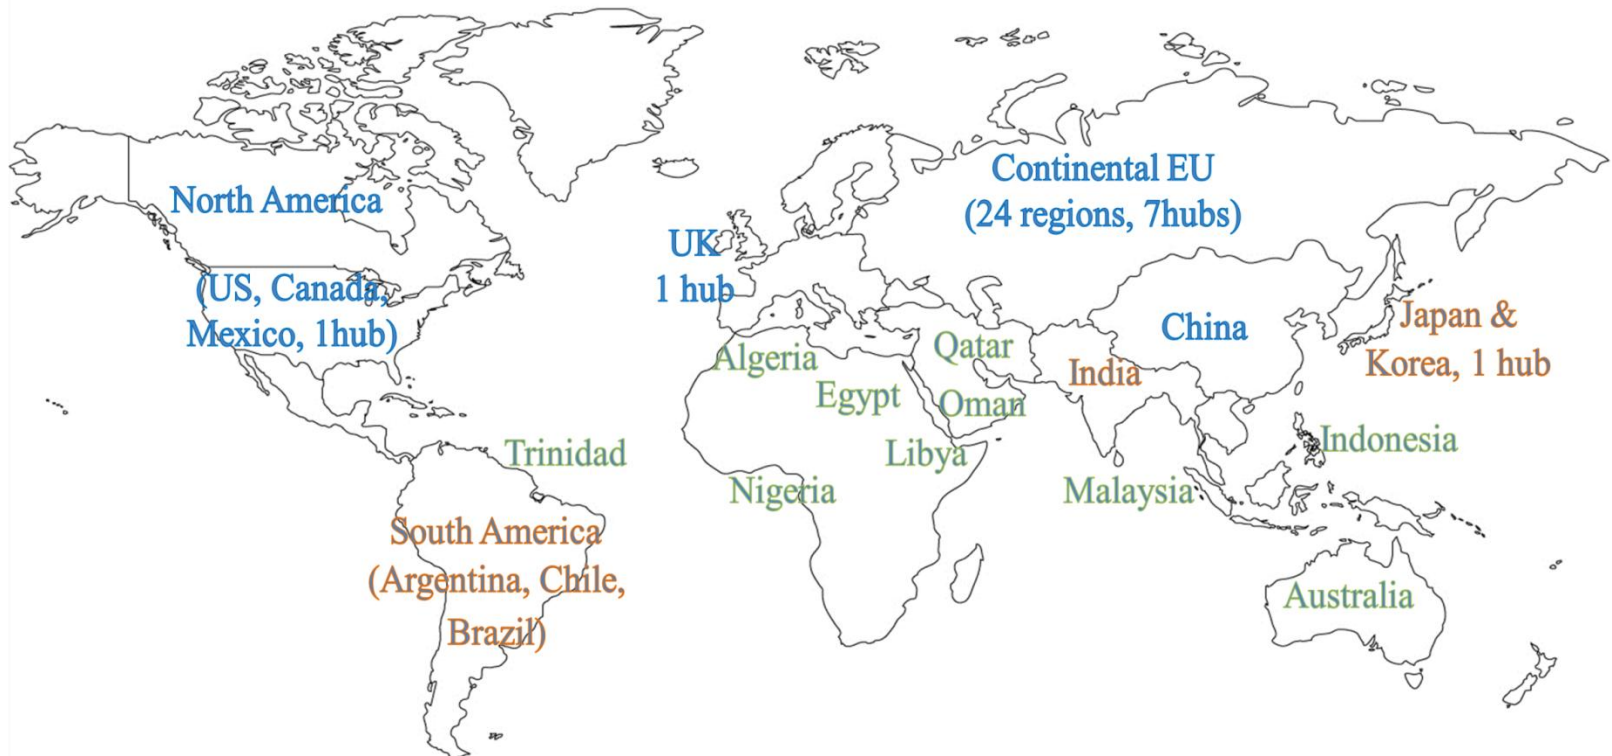 North America
(US, Canada,
Mexico, 1hub)
UK
1 hub
Continental EU
(24 regions, 7hubs)
China
Japan &
Korea, 1 hub
Algeria
Qatar
India
Egypt
Oman
Trinidad
Libya
Indonesia
Nigeria
Malaysia
South America
(Argentina, Chile,
Brazil)
Australia